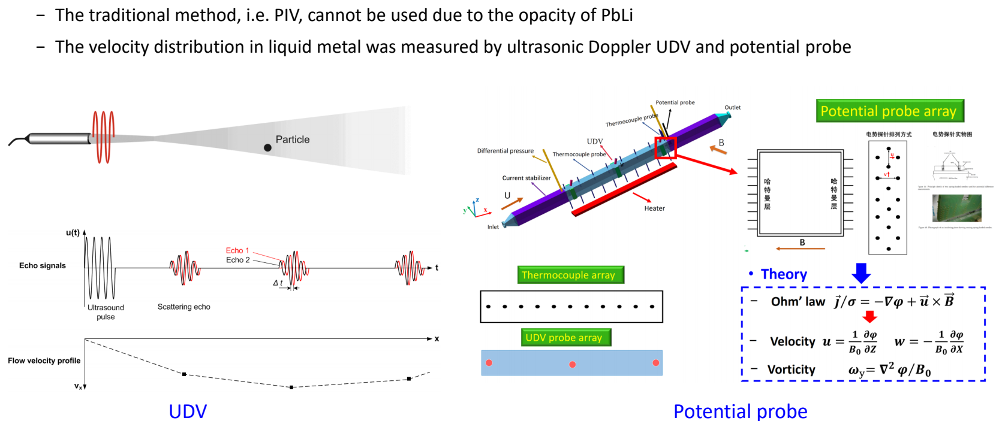 − The traditional method, i.e. PIV, cannot be used due to the opacity of PbLi
− The velocity distribution in liquid metal was measured by ultrasonic Doppler UDV and potential probe
Particle
u(t)
Echo signals
Echo 1
Echo 2
Δ t
t
Ultrasound
pulse
Scattering echo
x
Flow velocity profile
vₓ
UDV
Potential probe
Outlet
Thermocouple probe
UDV
B
Differential pressure
Thermocouple probe
V
Current stabilizer
U
z
y
x
Heater
Inlet
Thermocouple array
UDV probe array
Potential probe array
电势探针排列方式
电势探针实物图
u
v
哈特曼层
哈特曼层
B
• Theory
− Ohm' law j⃗/σ = −∇φ + u⃗ × B⃗
− Velocity u = 1/B₀ ∂φ/∂Z w = − 1/B₀ ∂φ/∂X
− Vorticity ω_y = ∇² φ/B₀
Potential probe